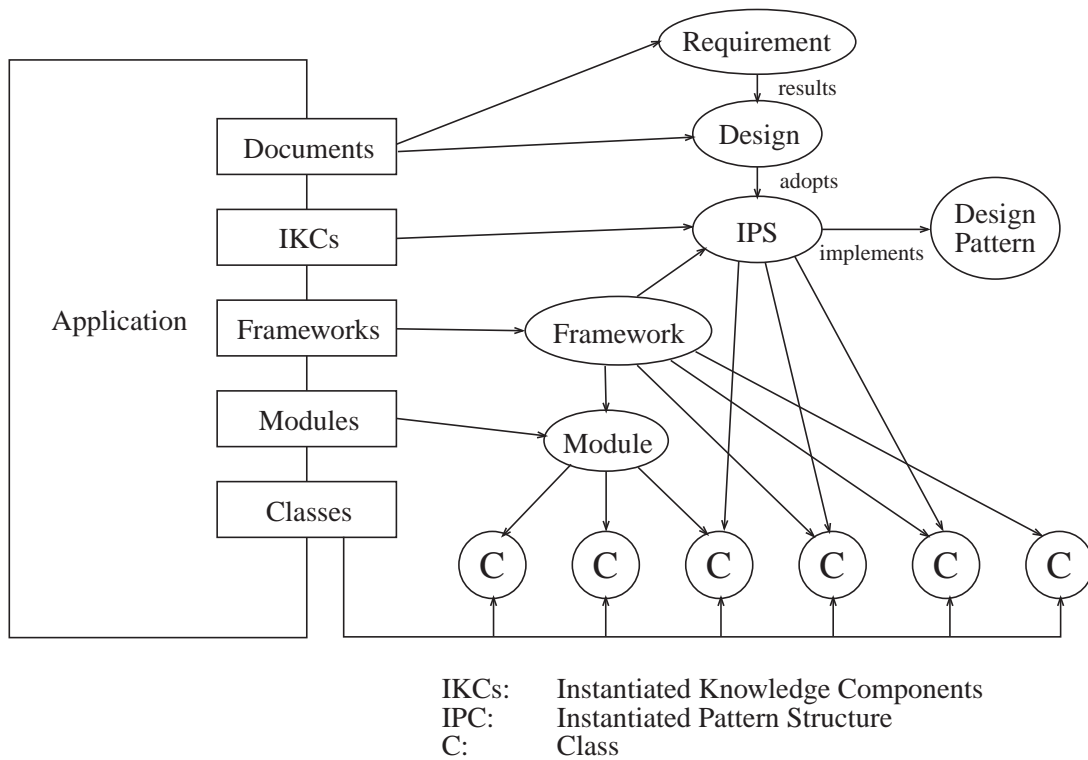 Requirement
results
Documents
Design
adopts
IKCs
IPS
Design
Pattern
implements
Application
Frameworks
Framework
Modules
Module
Classes
C C C C C C
IKCs: Instantiated Knowledge Components
IPC: Instantiated Pattern Structure
C: Class